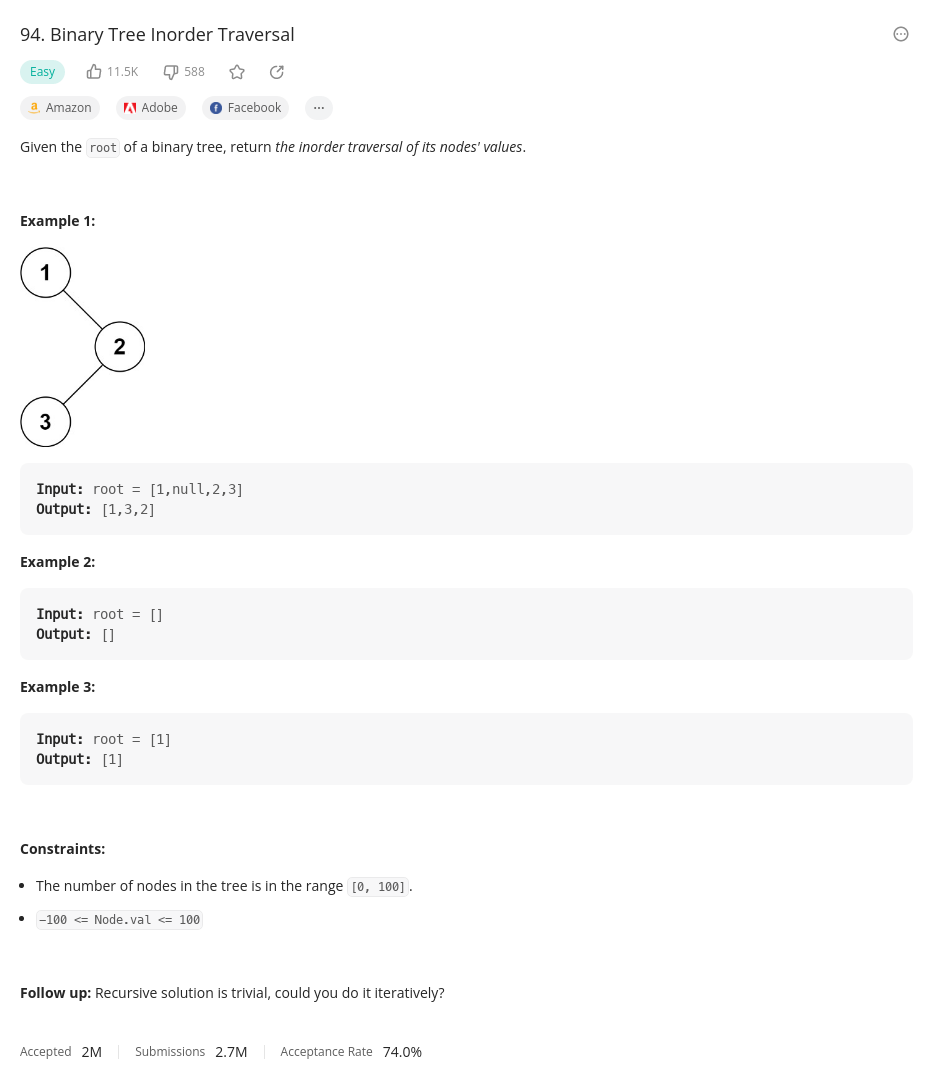 94. Binary Tree Inorder Traversal
Easy 11.5K 588
Amazon Adobe Facebook ...
Given the root of a binary tree, return the inorder traversal of its nodes' values.
Example 1:
1
2
3
Input: root = [1,null,2,3]
Output: [1,3,2]
Example 2:
Input: root = []
Output: []
Example 3:
Input: root = [1]
Output: [1]
Constraints:
• The number of nodes in the tree is in the range [0, 100].
• -100 <= Node.val <= 100
Follow up: Recursive solution is trivial, could you do it iteratively?
Accepted 2M Submissions 2.7M Acceptance Rate 74.0%